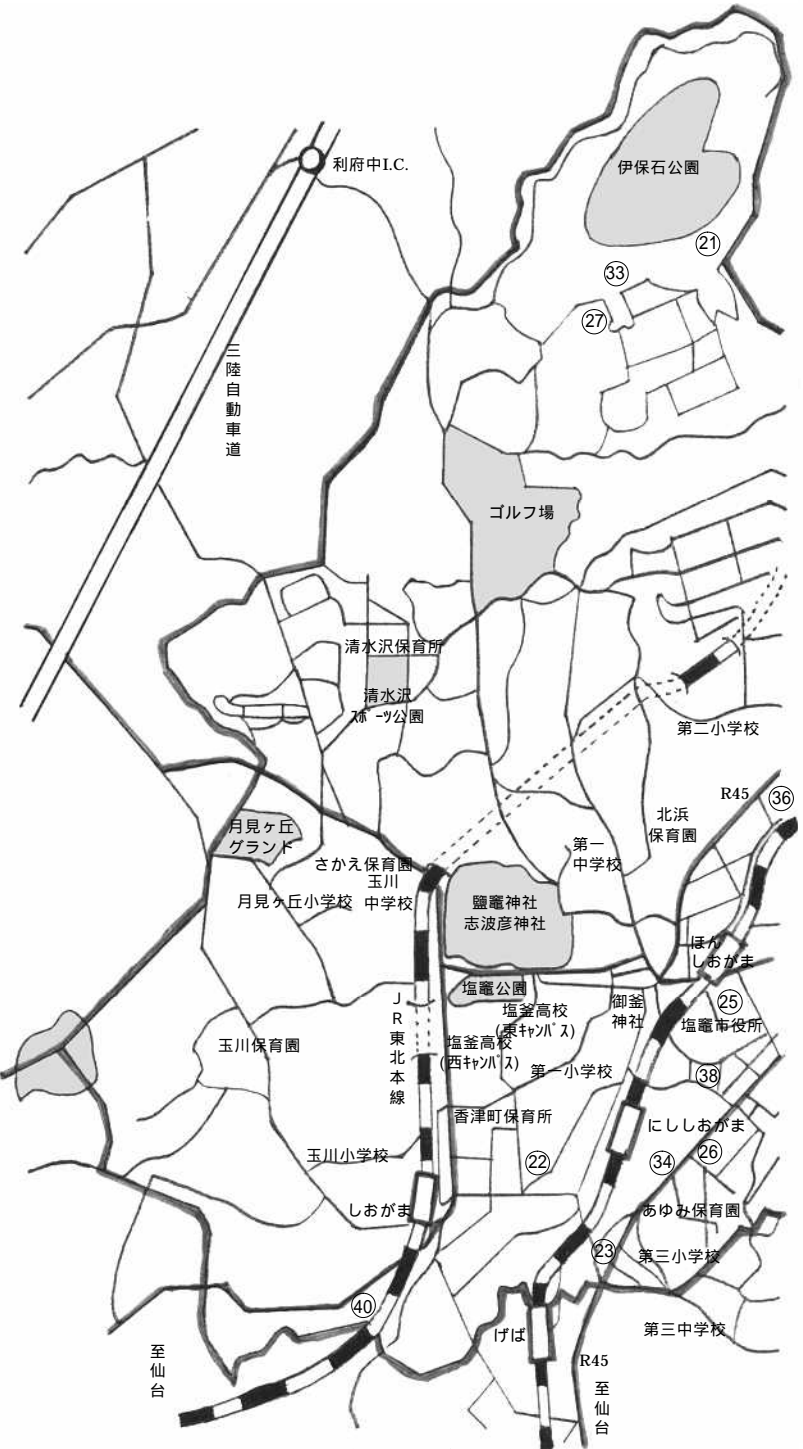 利府中I.C.
伊保石公園
21
33
27
三陸自動車道
ゴルフ場
清水沢保育所
清水沢
スポーツ公園
第二小学校
R45
36
北浜
保育園
月見ヶ丘
グランド
第一
中学校
さかえ保育園
玉川
中学校
月見ヶ丘小学校
鹽竈神社
志波彦神社
ほん
しおがま
塩竈公園
御釜
神社
25
塩竈市役所
JR東北本線
塩釜高校
(東キャンパス)
玉川保育園
塩釜高校
(西キャンパス)
第一小学校
38
香津町保育所
にししおがま
玉川小学校
22
34
26
しおがま
あゆみ保育園
23
第三小学校
40
げば
第三中学校
至仙台
R45
至仙台